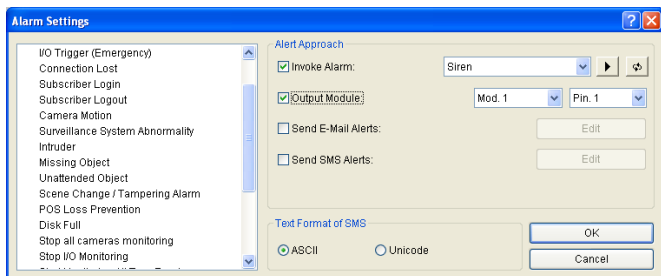 Alarm Settings
I/O Trigger (Emergency)
Connection Lost
Subscriber Login
Subscriber Logout
Camera Motion
Surveillance System Abnormality
Intruder
Missing Object
Unattended Object
Scene Change / Tampering Alarm
POS Loss Prevention
Disk Full
Stop all cameras monitoring
Stop I/O Monitoring
Alert Approach
Invoke Alarm: Siren
Output Module: Mod. 1 Pin. 1
Send E-Mail Alerts: Edit
Send SMS Alerts: Edit
Text Format of SMS
ASCII Unicode
OK
Cancel